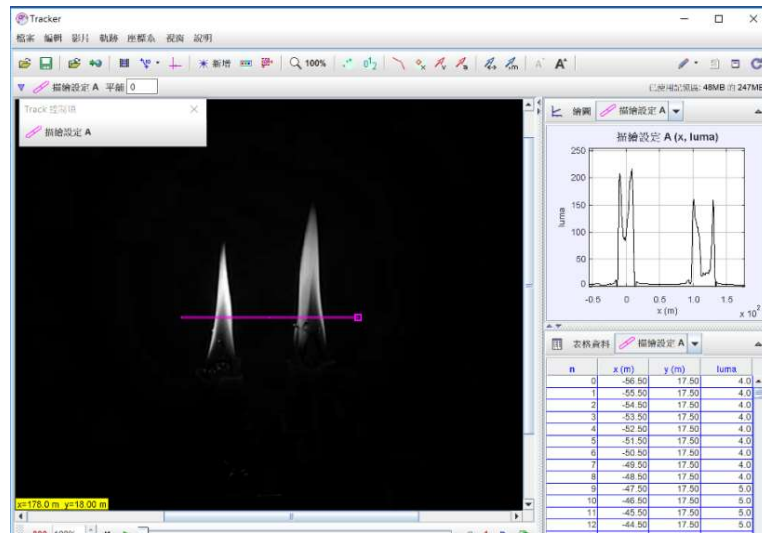 Tracker
檔案 編輯 影片 軌跡 座標系 視窗 說明
新增 100%
描繪設定 A 平鋪 0
已使用記憶區: 48MB 的 247MB
Track 控制項
描繪設定 A
x=176.0 m y=18.00 m
繪圖 描繪設定 A
描繪設定 A (x, luma)
250
200
150
100
50
0
luma
-0.5 0 0.5 1.0 1.5
x (m)
x 10²
表格資料 描繪設定 A
n x (m) y (m) luma
0 -56.50 17.50 4.0
1 -55.50 17.50 4.0
2 -54.50 17.50 4.0
3 -53.50 17.50 4.0
4 -52.50 17.50 4.0
5 -51.50 17.50 4.0
6 -50.50 17.50 4.0
7 -49.50 17.50 4.0
8 -48.50 17.50 4.0
9 -47.50 17.50 5.0
10 -46.50 17.50 5.0
11 -45.50 17.50 5.0
12 -44.50 17.50 5.0